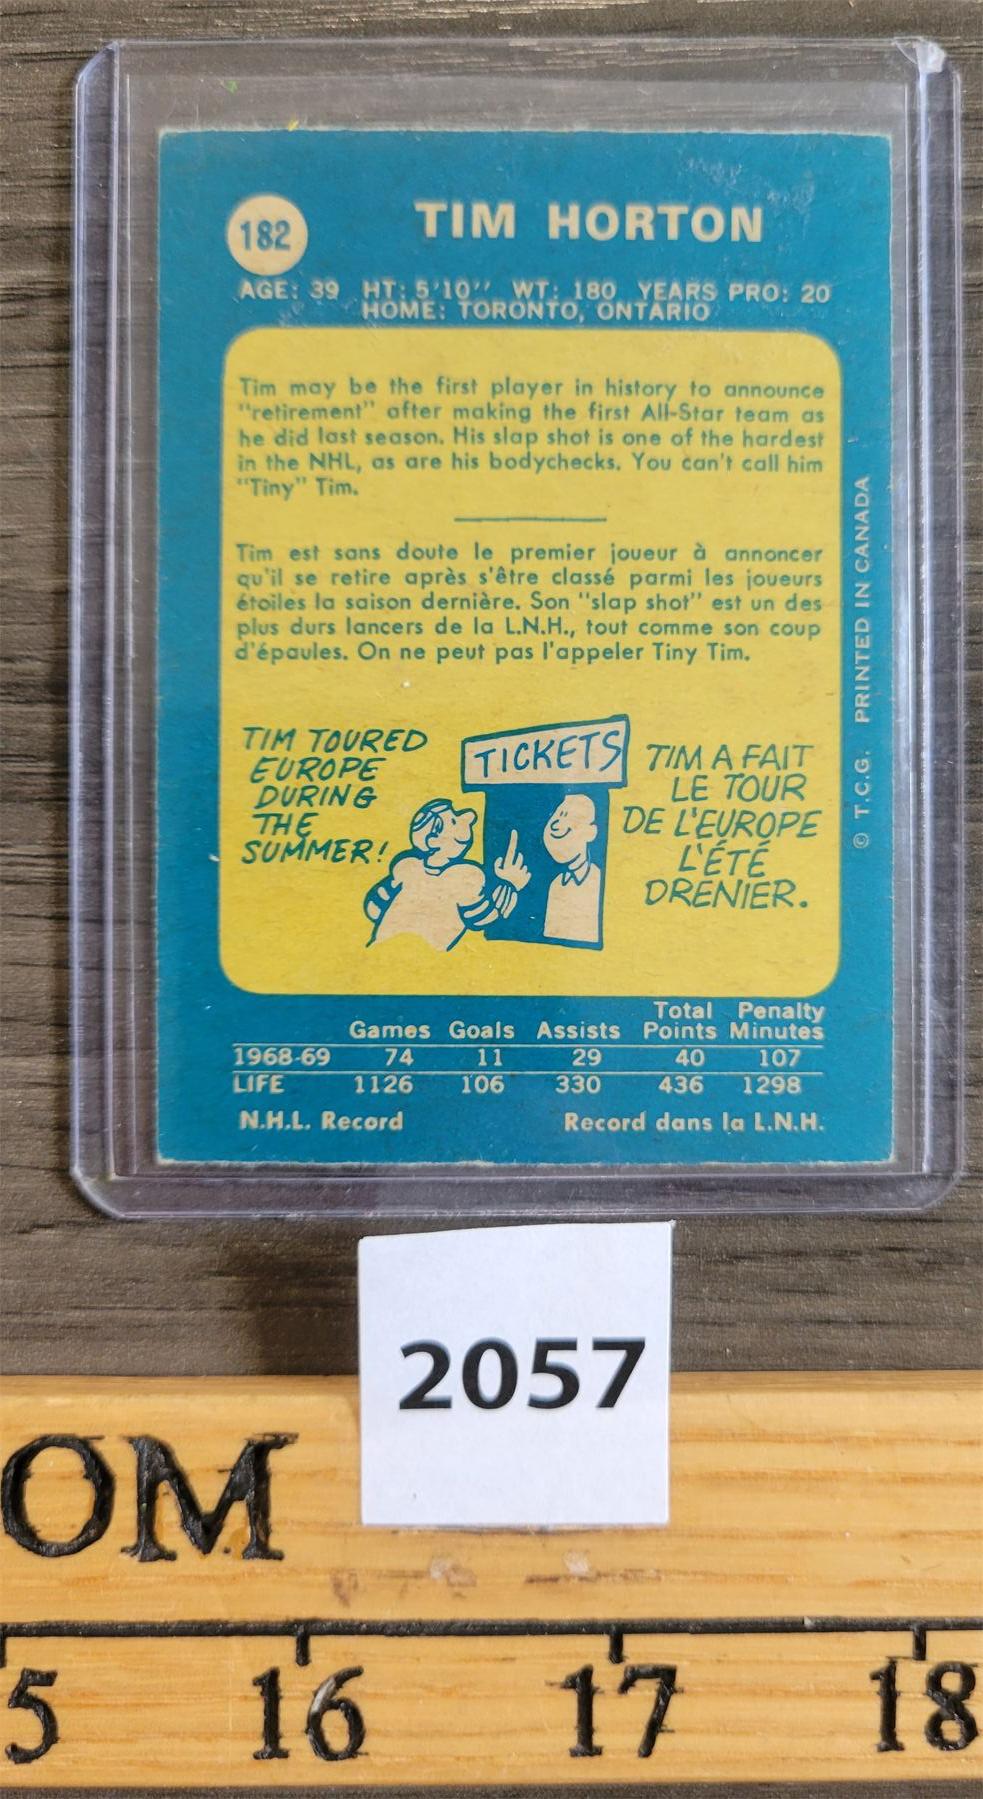 182
TIM HORTON
AGE: 39 HT: 5'10'' WT: 180 YEARS PRO: 20
HOME: TORONTO, ONTARIO
Tim may be the first player in history to announce
"retirement" after making the first All-Star team as
he did last season. His slap shot is one of the hardest
in the NHL, as are his bodychecks. You can't call him
"Tiny" Tim.
Tim est sans doute le premier joueur à annoncer
qu'il se retire après s'être classé parmi les joueurs
étoiles la saison dernière. Son "slap shot" est un des
plus durs lancers de la L.N.H., tout comme son coup
d'épaules. On ne peut pas l'appeler Tiny Tim.
TIM TOURED
EUROPE
DURING
THE
SUMMER!
TICKETS
TIM A FAIT
LE TOUR
DE L'EUROPE
L'ÉTÉ
DRENIER.
© T.C.G. PRINTED IN CANADA
Games Goals Assists Total Points Penalty Minutes
1968-69 74 11 29 40 107
LIFE 1126 106 330 436 1298
N.H.L. Record Record dans la L.N.H.
2057
OM
5 16 17 18